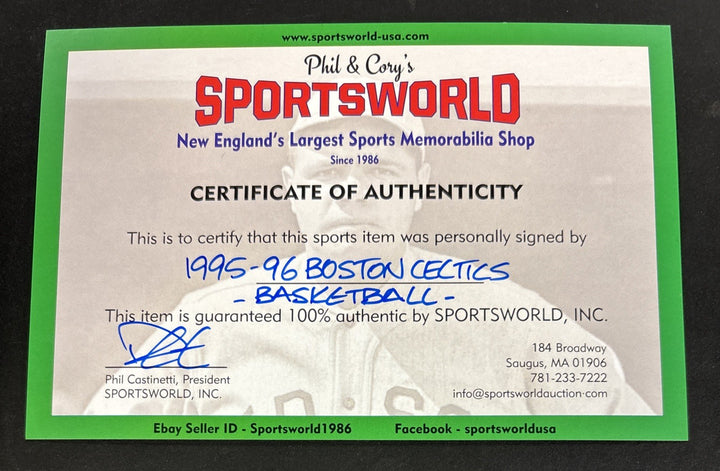 www.sportsworld-usa.com
Phil & Cory's
SPORTSWORLD
New England's Largest Sports Memorabilia Shop
Since 1986
CERTIFICATE OF AUTHENTICITY
This is to certify that this sports item was personally signed by
1995-96 BOSTON CELTICS
- BASKETBALL -
This item is guaranteed 100% authentic by SPORTSWORLD, INC.
Phil Castinetti, President
SPORTSWORLD, INC.
184 Broadway
Saugus, MA 01906
781-233-7222
info@sportsworldauction.com
Ebay Seller ID - Sportsworld1986 Facebook - sportsworldusa